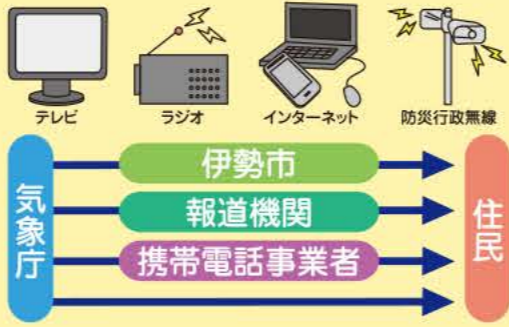 テレビ
ラジオ
インターネット
防災行政無線
気象庁
伊勢市
報道機関
携帯電話事業者
住民